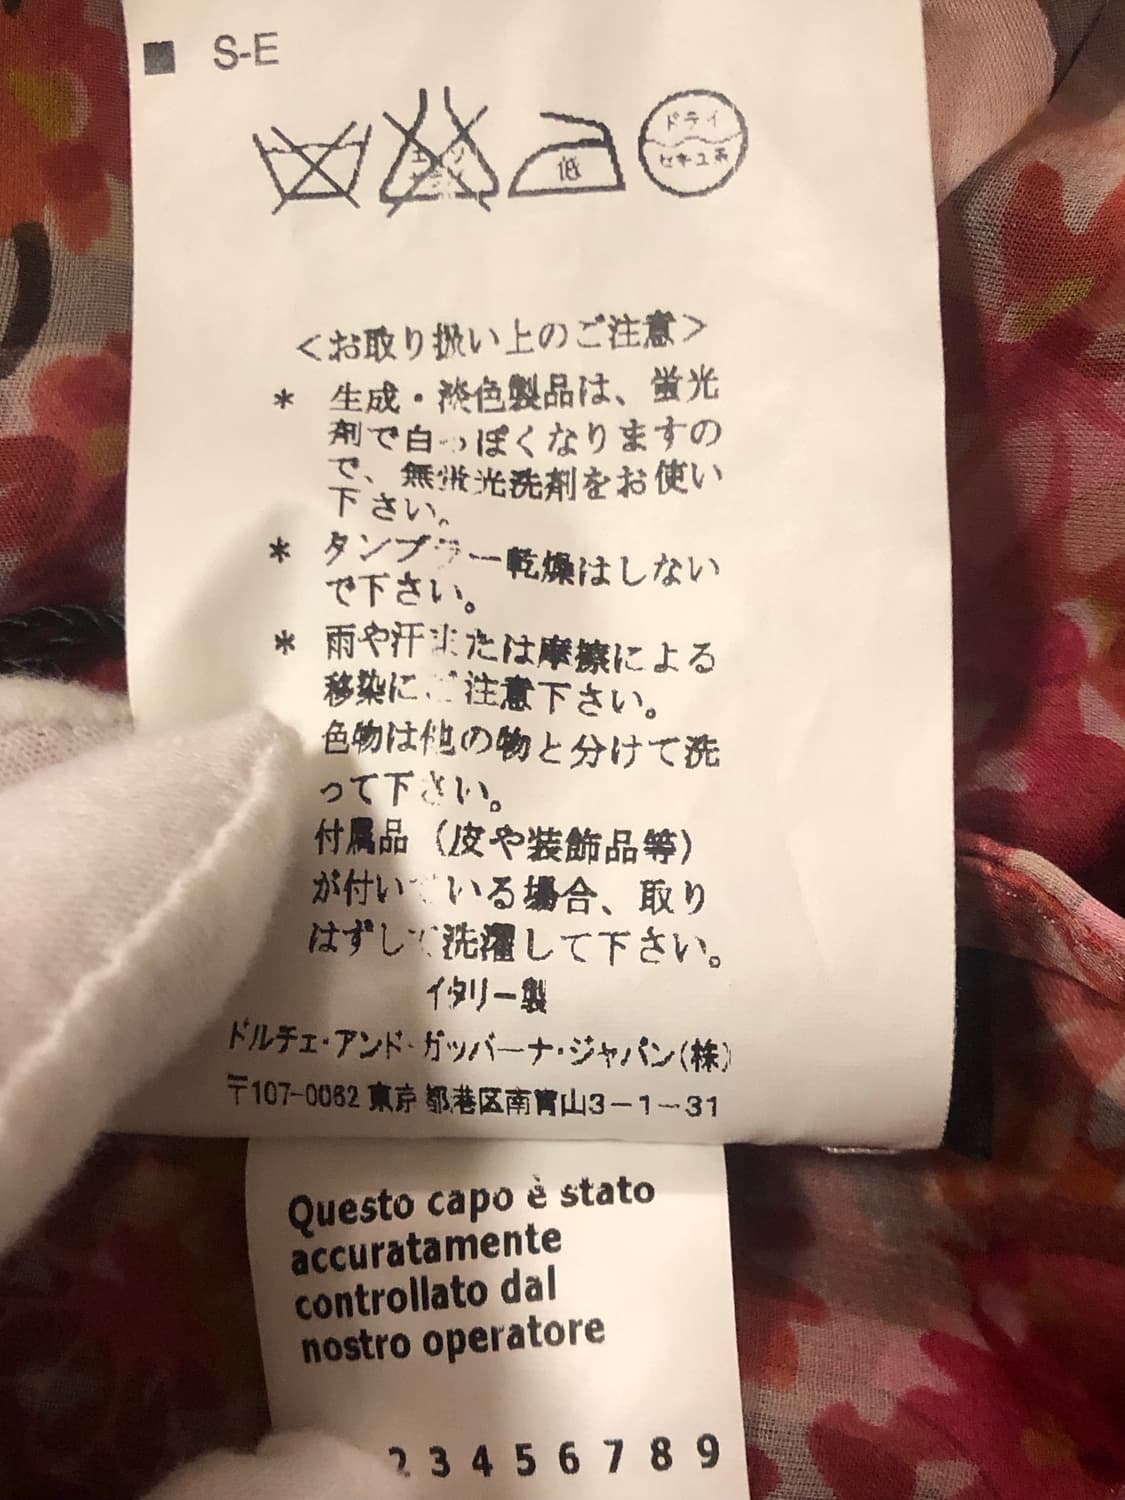 S-E
低
ドライ
セキユ系
<お取り扱い上のご注意>
* 生成・淡色製品は、蛍光
剤で白っぽくなりますの
で、無蛍光洗剤をお使い
下さい。
* タンブラー乾燥はしない
で下さい。
* 雨や汗または摩擦による
移染にご注意下さい。
色物は他の物と分けて洗
って下さい。
付属品（皮や装飾品等）
が付いている場合、取り
はずして洗濯して下さい。
イタリー製
ドルチェ・アンド・ガッバーナ・ジャパン(株)
〒107-0062 東京都港区南青山3-1-31
Questo capo è stato
accuratamente
controllato dal
nostro operatore
2 3 4 5 6 7 8 9